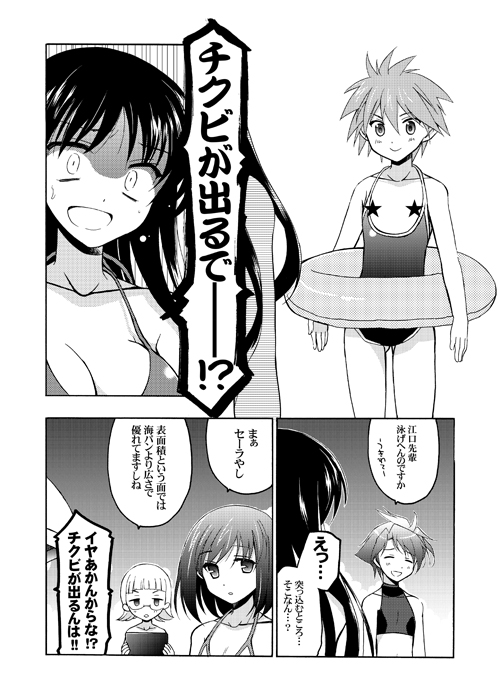 チクビが出るでーー!?
江口先輩
泳げへんのですか
えっ…
突っ込むところ…
そこなん…?
まぁ
セーラやし
表面積という面では
海パンより広さで
優れてますしね
イヤあかんからな!?
チクビが出るんは!!